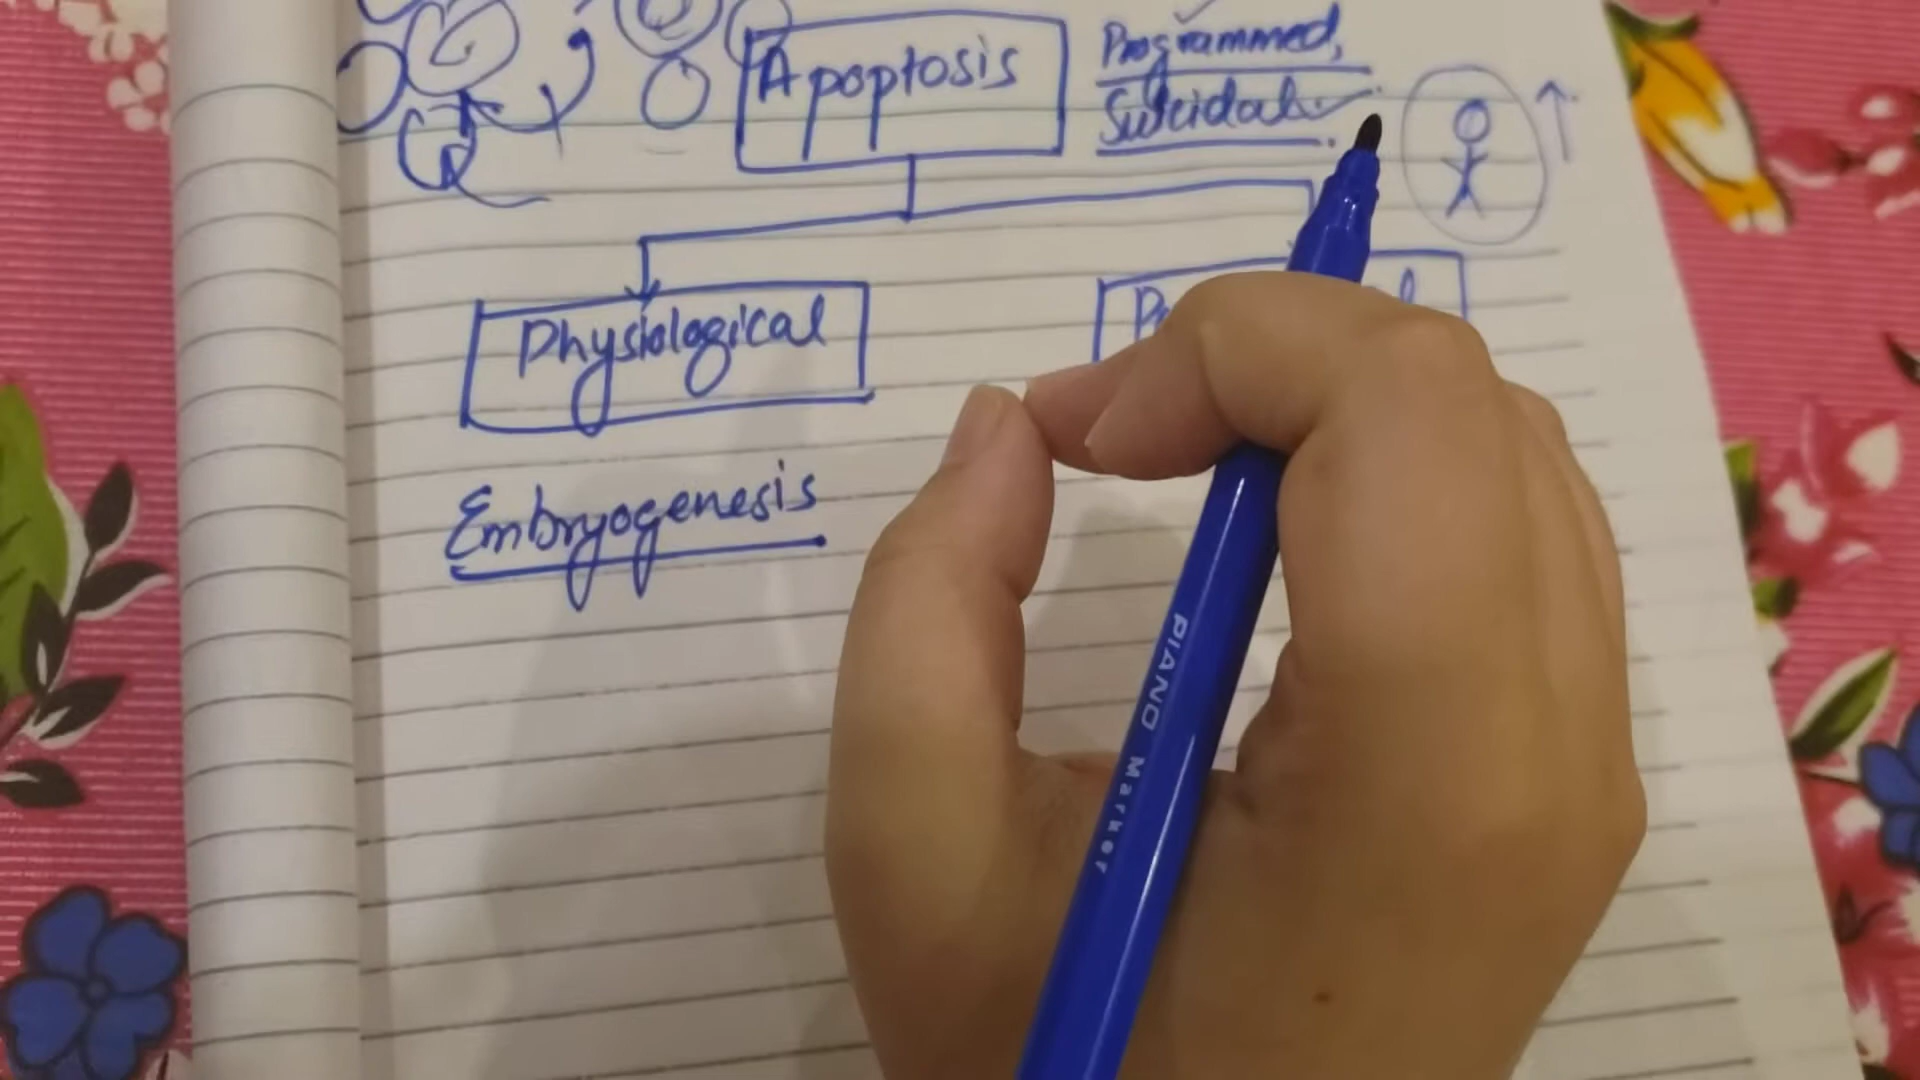 Apoptosis
Programmed,
Suicidal
Physiological
Embryogenesis
PIANO Marker